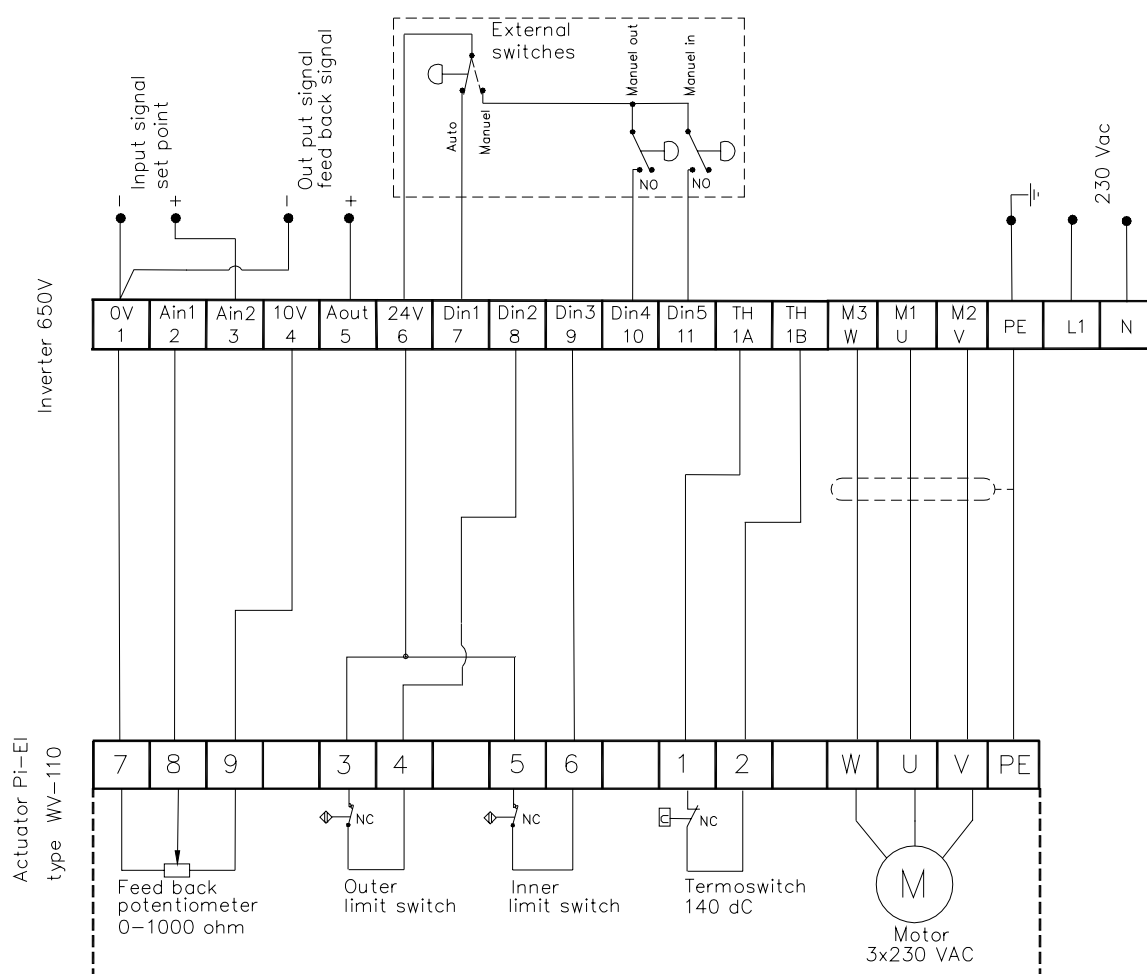 External
switches
Manuel out
Manuel in
Auto
Manuel
NO
NO
Input signal
set point
−
+
Out put signal
feed back signal
−
+
230 Vac
Inverter 650V
0V
1
Ain1
2
Ain2
3
10V
4
Aout
5
24V
6
Din1
7
Din2
8
Din3
9
Din4
10
Din5
11
TH
1A
TH
1B
M3
W
M1
U
M2
V
PE
L1
N
Actuator Pi-El
type WV-110
7
8
9
3
4
5
6
1
2
W
U
V
PE
NC
NC
NC
Feed back
potentiometer
0-1000 ohm
Outer
limit switch
Inner
limit switch
Termoswitch
140 dC
M
Motor
3x230 VAC